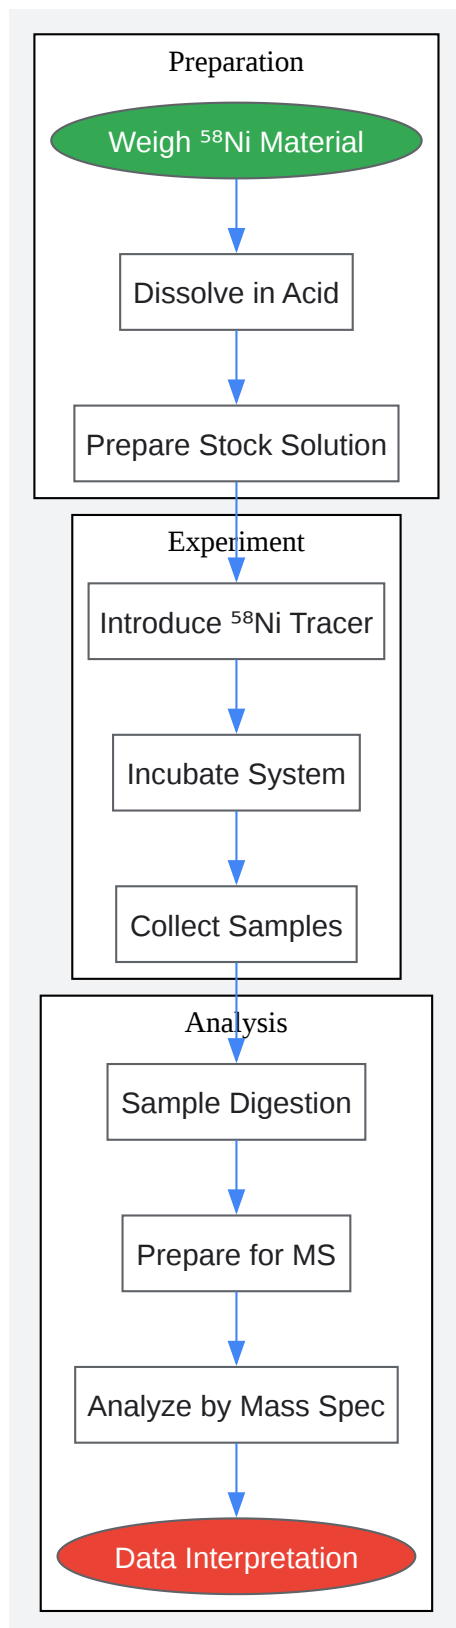 Preparation
Weigh ⁵⁸Ni Material
Dissolve in Acid
Prepare Stock Solution
Experiment
Introduce ⁵⁸Ni Tracer
Incubate System
Collect Samples
Analysis
Sample Digestion
Prepare for MS
Analyze by Mass Spec
Data Interpretation